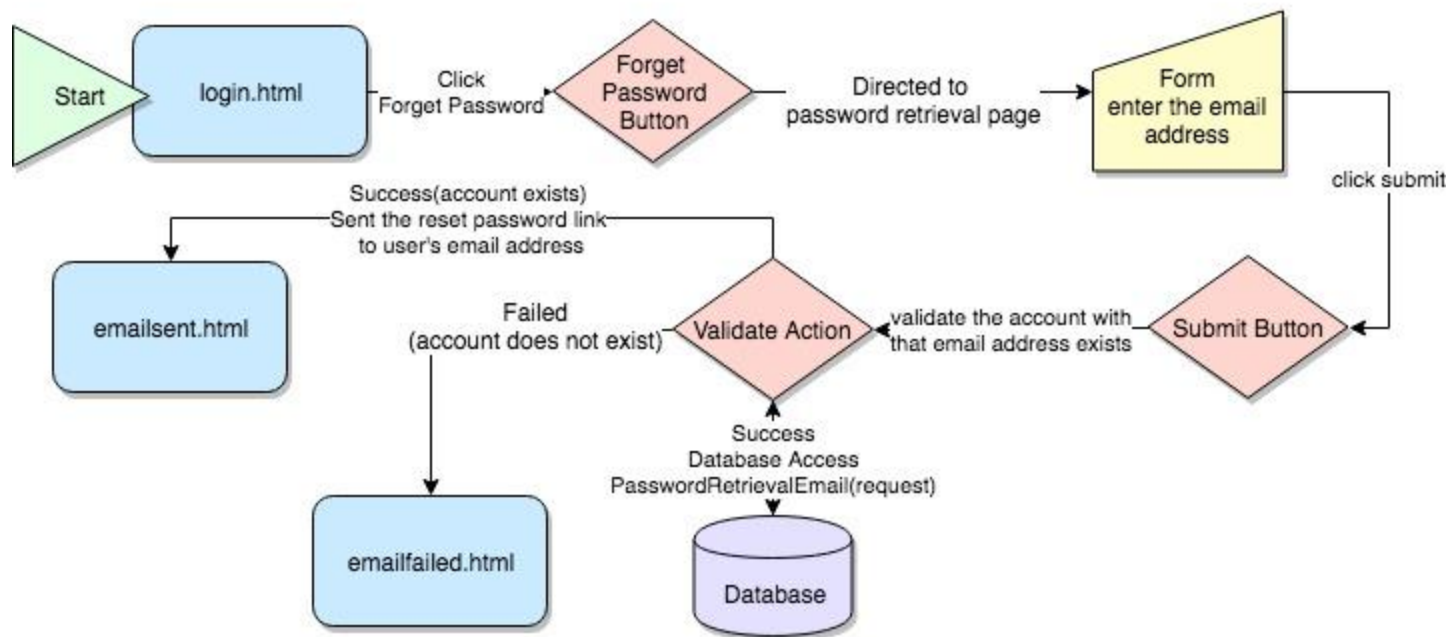 Start
login.html
Click
Forget Password
Forget
Password
Button
Directed to
password retrieval page
Form
enter the email
address
click submit
Success(account exists)
Sent the reset password link
to user's email address
emailsent.html
Failed
(account does not exist)
Validate Action
validate the account with
that email address exists
Submit Button
Success
Database Access
PasswordRetrievalEmail(request)
emailfailed.html
Database